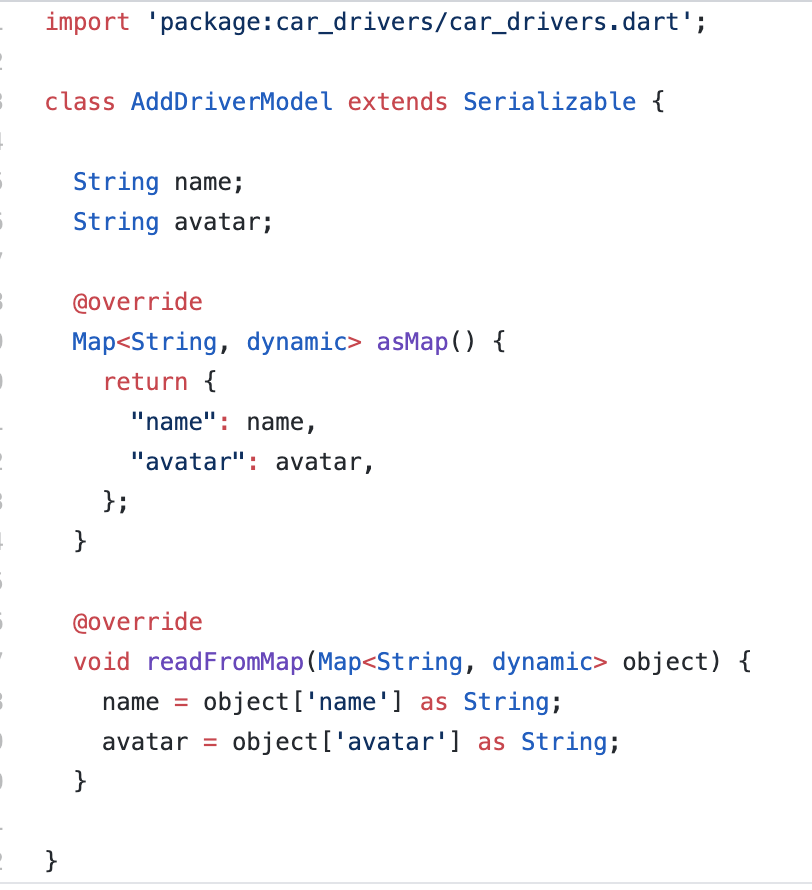 import 'package:car_drivers/car_drivers.dart';
class AddDriverModel extends Serializable {
String name;
String avatar;
@override
Map<String, dynamic> asMap() {
return {
"name": name,
"avatar": avatar,
};
}
@override
void readFromMap(Map<String, dynamic> object) {
name = object['name'] as String;
avatar = object['avatar'] as String;
}
}